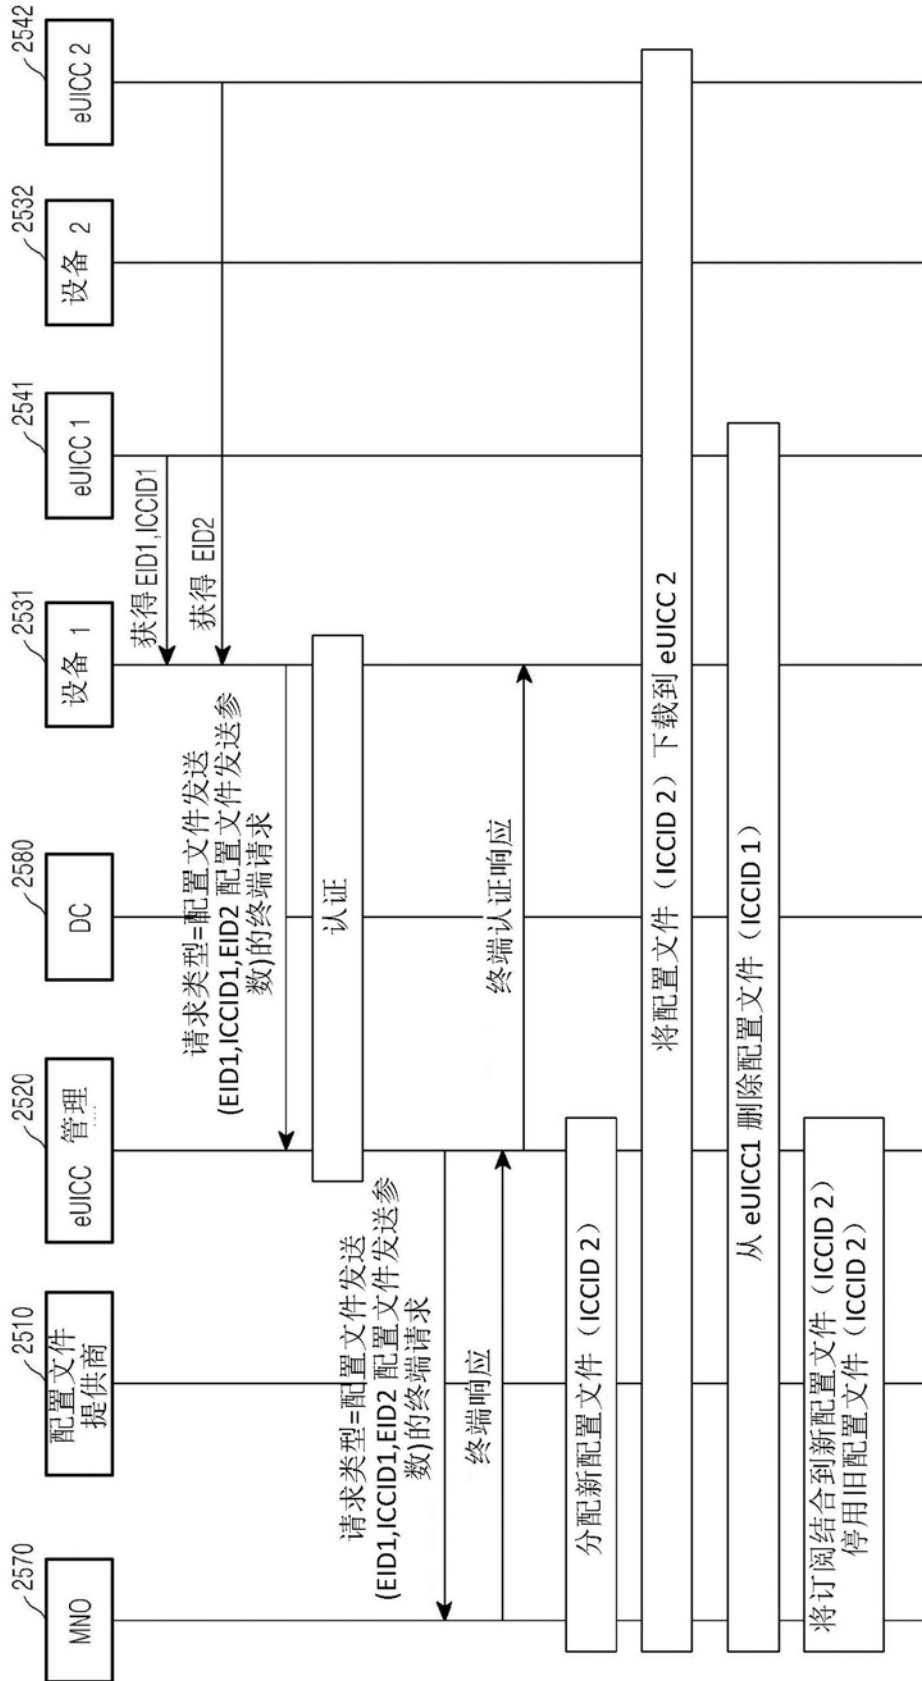 2570
MNO
2510
配置文件
提供商
2520
eUICC 管理
2580
DC
2531
设备 1
2541
eUICC 1
2532
设备 2
2542
eUICC 2
获得 EID1,ICCID1
获得 EID2
请求类型=配置文件发送
(EID1,ICCID1,EID2 配置文件发送参
数)的终端请求
认证
请求类型=配置文件发送
(EID1,ICCID1,EID2 配置文件发送参
数)的终端请求
终端响应
终端认证响应
分配新配置文件（ICCID 2）
将配置文件（ICCID 2）下载到 eUICC 2
从 eUICC1 删除配置文件（ICCID 1）
将订阅结合到新配置文件（ICCID 2）
停用旧配置文件（ICCID 2）